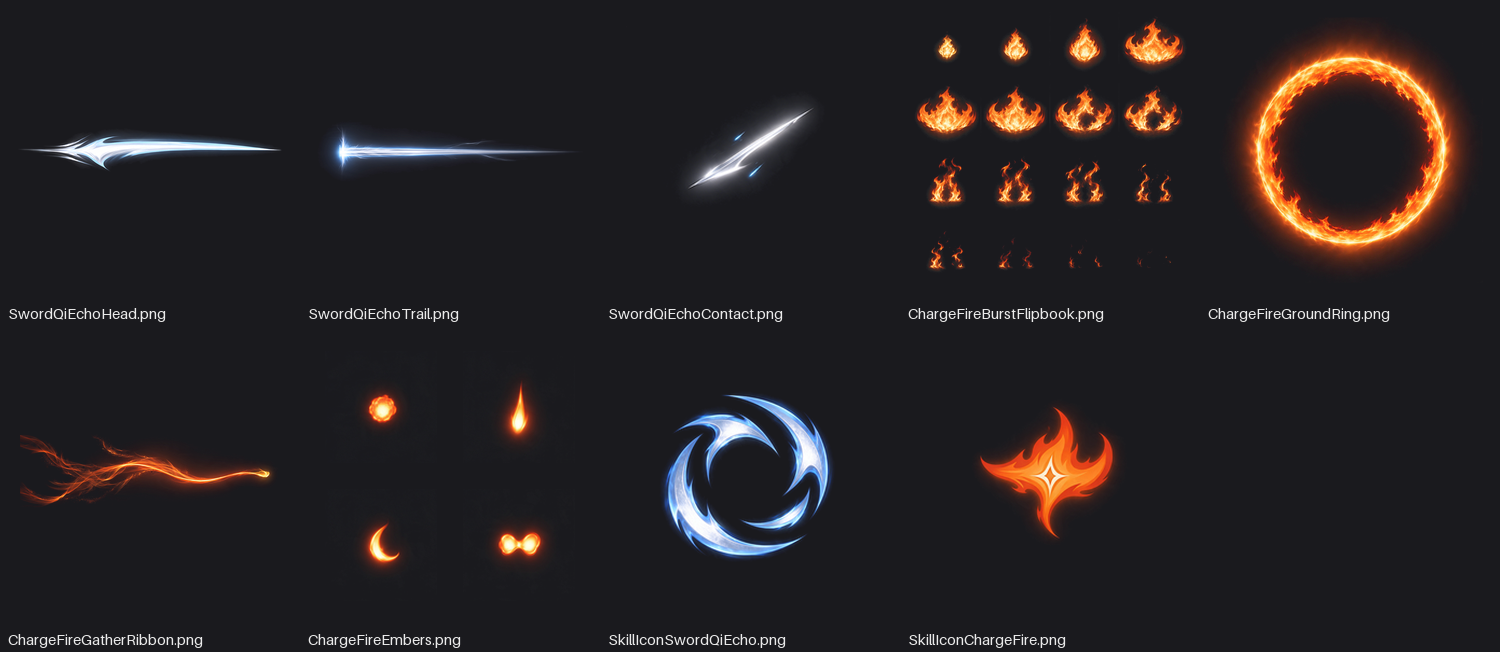 SwordQiEchoHead.png
SwordQiEchoTrail.png
SwordQiEchoContact.png
ChargeFireBurstFlipbook.png
ChargeFireGroundRing.png
ChargeFireGatherRibbon.png
ChargeFireEmbers.png
SkillIconSwordQiEcho.png
SkillIconChargeFire.png